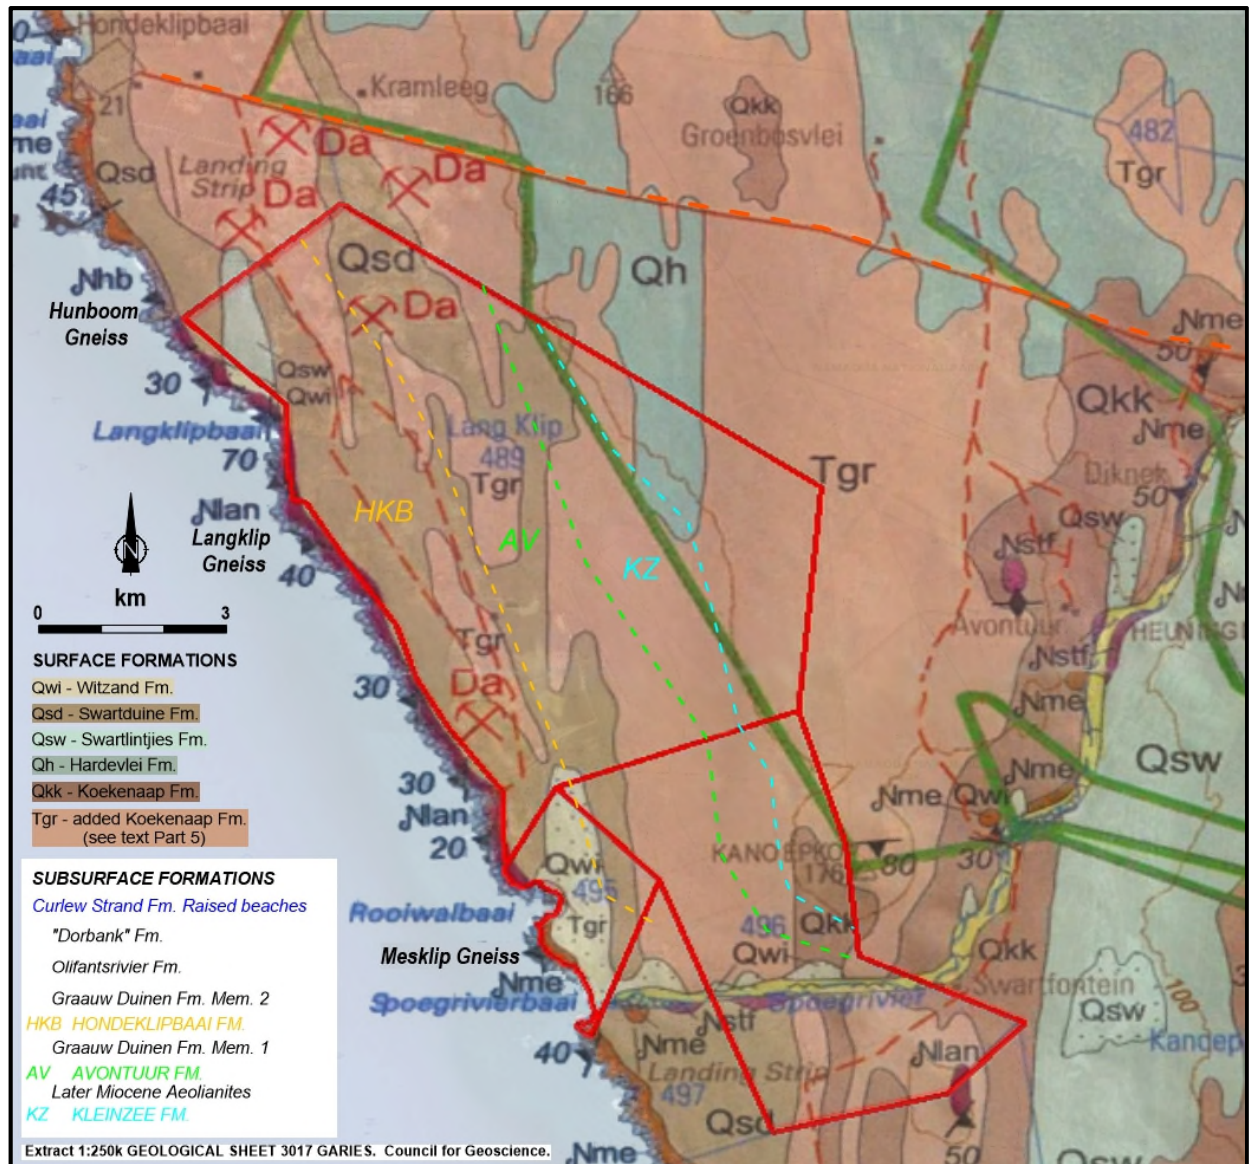 Hondeklipbaai
Kramleeg
166
Qkk
Groenbosvlei
482
Tgr
21
Da
Da
Landing
Strip
Da
Qsd
45
Qsd
Qh
Nhb
Da
Hunboom
Gneiss
Nme
50
Qsw
Qwi
30
Qkk
Nme
Langklipbaai
Lang Klip
489
Tgr
70
Tgr
Diknek
50
Qsw
Nlan
Langklip
Gneiss
HKB
AV
KZ
Nstf
N
40
km
0 3
Avontuur
Tgr
Nstf
SURFACE FORMATIONS
Qwi - Witzand Fm.
Qsd - Swartduine Fm.
Qsw - Swartlintjies Fm.
Qh - Hardevlei Fm.
Qkk - Koekenaap Fm.
Tgr - added Koekenaap Fm.
(see text Part 5)
30
Da
Nme
Qsw
30
Nlan
20
Nme
Nme Qwi
80
30
176
Qwi
495
Tgr
Rooiwalbaai
Mesklip Gneiss
496
Qwi
Qkk
Qkk
Nme
Spoegrivierbaai
Spoegrivier
Swartfontein
Qsw
100
Nstf
Nme
Nlan
40
Landing Strip
497
Qsd
Nme
50
Qsw
SUBSURFACE FORMATIONS
Curlew Strand Fm. Raised beaches
"Dorbank" Fm.
Olifantsrivier Fm.
Graauw Duinen Fm. Mem. 2
HKB HONDEKLIPBAAI FM.
Graauw Duinen Fm. Mem. 1
AV AVONTUUR FM.
Later Miocene Aeolianites
KZ KLEINZEE FM.
Extract 1:250k GEOLOGICAL SHEET 3017 GARIES. Council for Geoscience.